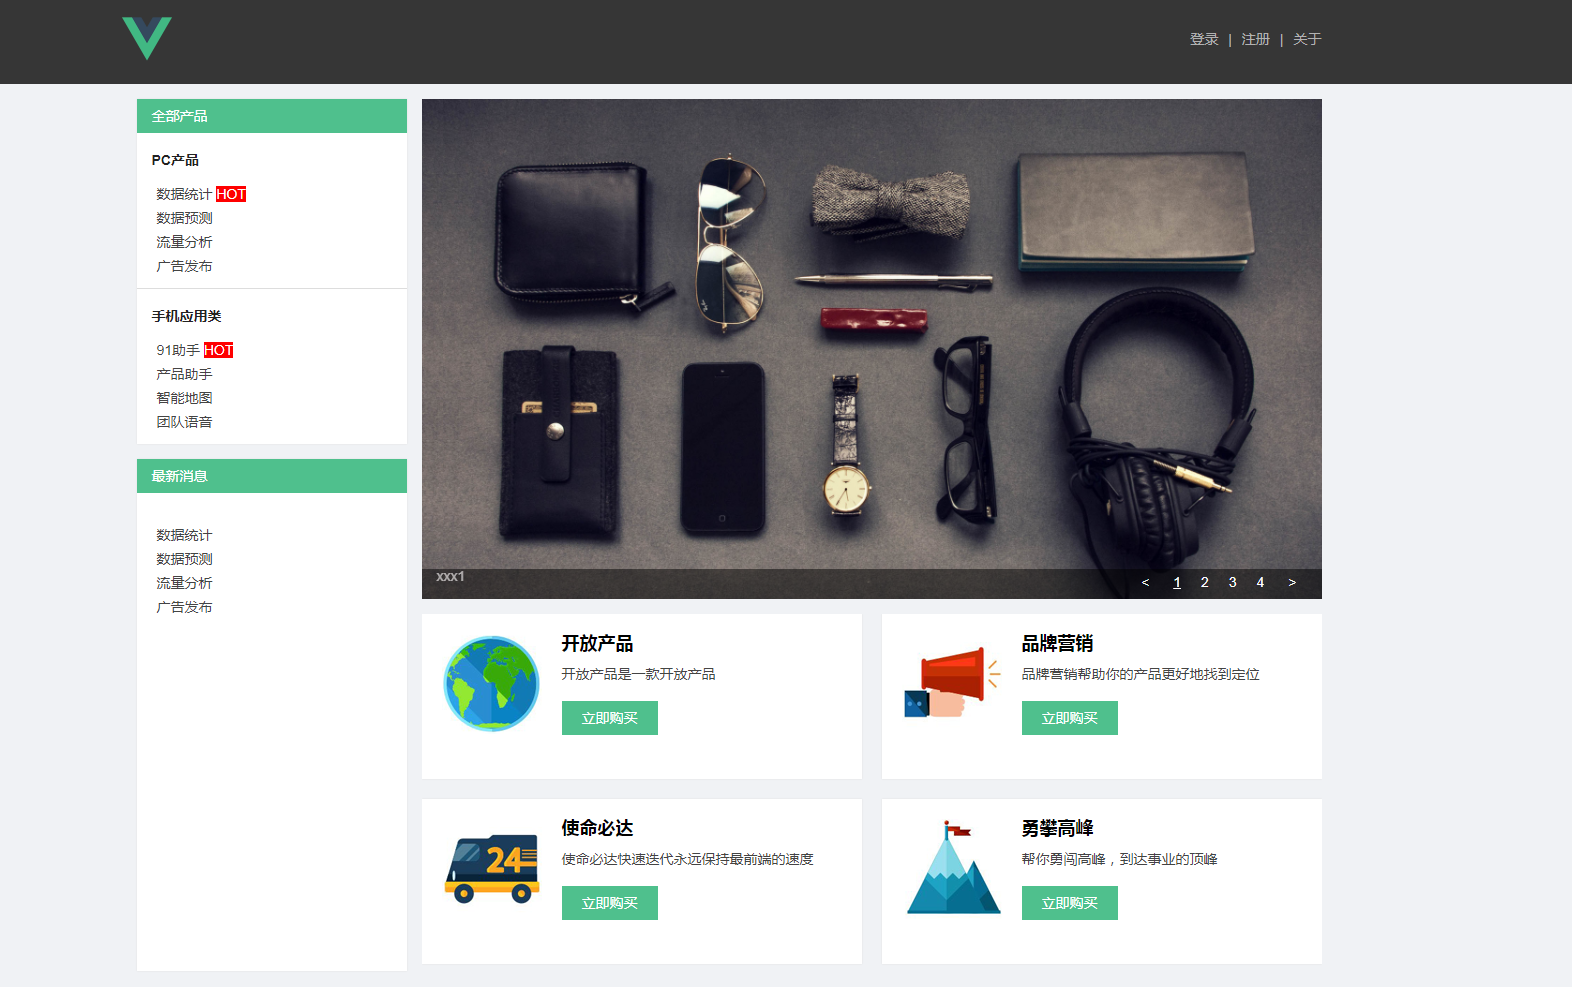 登录 | 注册 | 关于
全部产品
PC产品
数据统计 HOT
数据预测
流量分析
广告发布
手机应用类
91助手 HOT
产品助手
智能地图
团队语音
最新消息
数据统计
数据预测
流量分析
广告发布
xxx1
< 1 2 3 4 >
开放产品
开放产品是一款开放产品
立即购买
品牌营销
品牌营销帮助你的产品更好地找到定位
立即购买
24
使命必达
使命必达快速迭代永远保持最前端的速度
立即购买
勇攀高峰
帮你勇闯高峰，到达事业的顶峰
立即购买